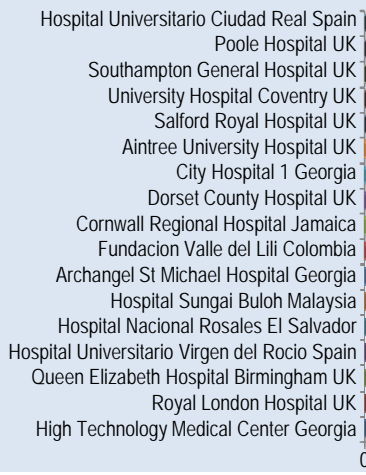 Hospital Universitario Ciudad Real Spain
Poole Hospital UK
Southampton General Hospital UK
University Hospital Coventry UK
Salford Royal Hospital UK
Aintree University Hospital UK
City Hospital 1 Georgia
Dorset County Hospital UK
Cornwall Regional Hospital Jamaica
Fundacion Valle del Lili Colombia
Archangel St Michael Hospital Georgia
Hospital Sungai Buloh Malaysia
Hospital Nacional Rosales El Salvador
Hospital Universitario Virgen del Rocio Spain
Queen Elizabeth Hospital Birmingham UK
Royal London Hospital UK
High Technology Medical Center Georgia
0